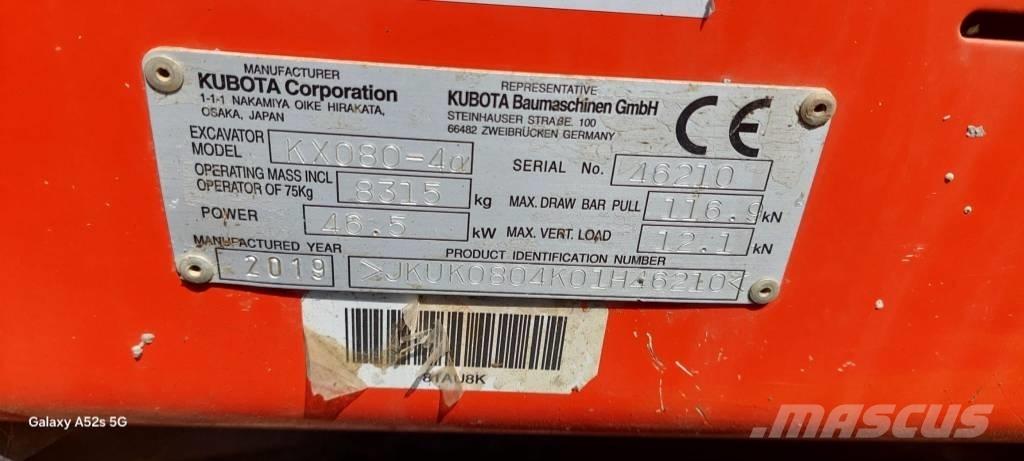 MANUFACTURER
KUBOTA Corporation
1-1-1 NAKAMIYA OIKE HIRAKATA,
OSAKA, JAPAN
REPRESENTATIVE
KUBOTA Baumaschinen GmbH
STEINHAUSER STRAßE. 100
66482 ZWEIBRÜCKEN GERMANY
CE
EXCAVATOR MODEL KX080-4α
SERIAL No. 46210
OPERATING MASS INCL
OPERATOR OF 75Kg 8315 kg
MAX. DRAW BAR PULL 116.9 kN
POWER 46.5 kW
MAX. VERT. LOAD 12.1 kN
MANUFACTURED YEAR
2019
PRODUCT IDENTIFICATION NUMBER
>JKUK0804K01H46210<
81AU8K
Galaxy A52s 5G
MASCUS